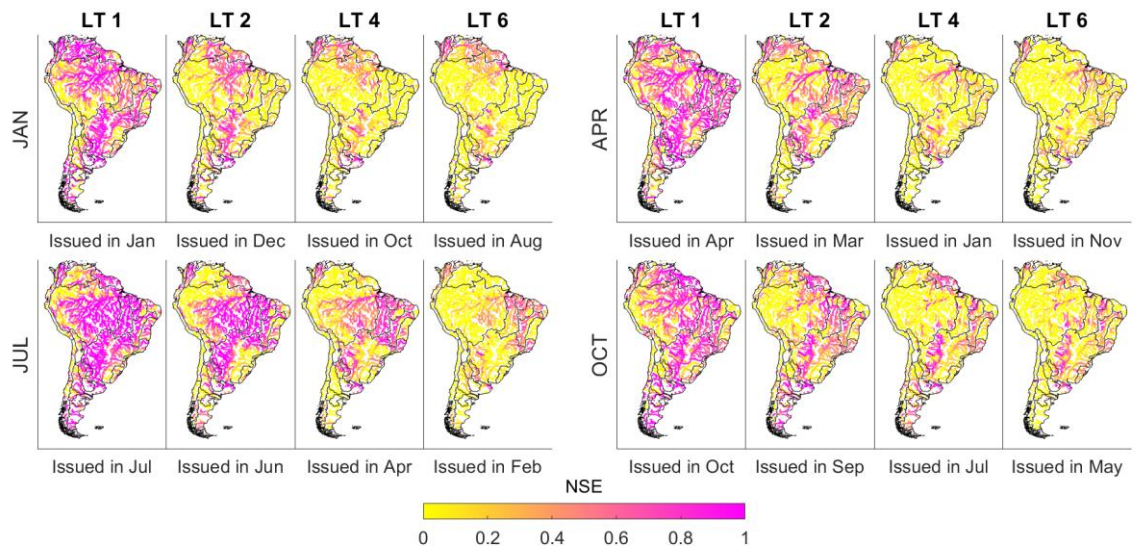 LT 1 LT 2 LT 4 LT 6 LT 1 LT 2 LT 4 LT 6
JAN APR
Issued in Jan Issued in Dec Issued in Oct Issued in Aug Issued in Apr Issued in Mar Issued in Jan Issued in Nov
JUL OCT
Issued in Jul Issued in Jun Issued in Apr Issued in Feb Issued in Oct Issued in Sep Issued in Jul Issued in May
NSE
0 0.2 0.4 0.6 0.8 1